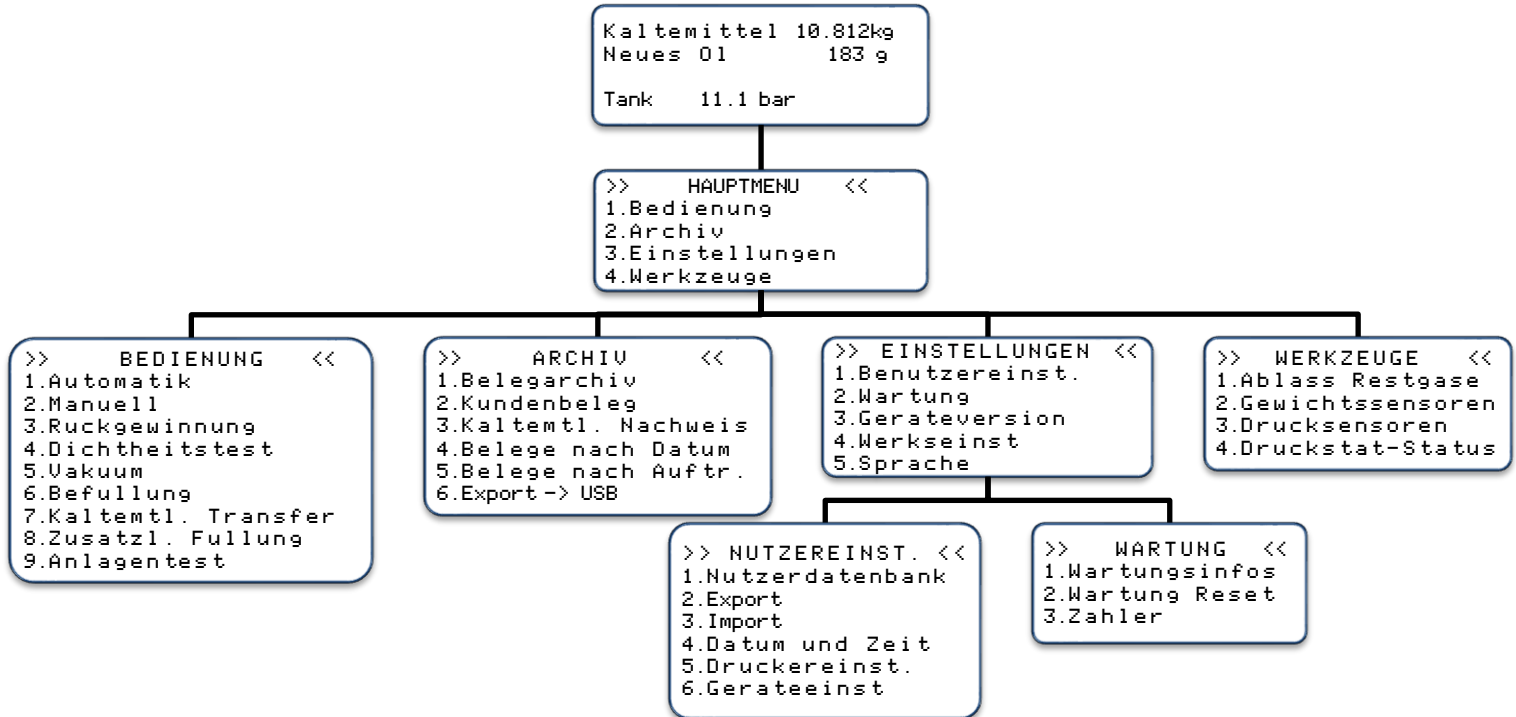 Kaltemittel 10.812kg
Neues Ol 183 g
Tank 11.1 bar
>> HAUPTMENU <<
1.Bedienung
2.Archiv
3.Einstellungen
4.Werkzeuge
>> BEDIENUNG <<
1.Automatik
2.Manuell
3.Ruckgewinnung
4.Dichtheitstest
5.Vakuum
6.Befullung
7.Kaltemtl. Transfer
8.Zusatzl. Fullung
9.Anlagentest
>> ARCHIV <<
1.Belegarchiv
2.Kundenbeleg
3.Kaltemtl. Nachweis
4.Belege nach Datum
5.Belege nach Auftr.
6.Export -> USB
>> EINSTELLUNGEN <<
1.Benutzereinst.
2.Wartung
3.Gerateversion
4.Werkseinst
5.Sprache
>> WERKZEUGE <<
1.Ablass Restgase
2.Gewichtssensoren
3.Drucksensoren
4.Druckstat-Status
>> NUTZEREINST. <<
1.Nutzerdatenbank
2.Export
3.Import
4.Datum und Zeit
5.Druckereinst.
6.Gerateeinst
>> WARTUNG <<
1.Wartungsinfos
2.Wartung Reset
3.Zahler